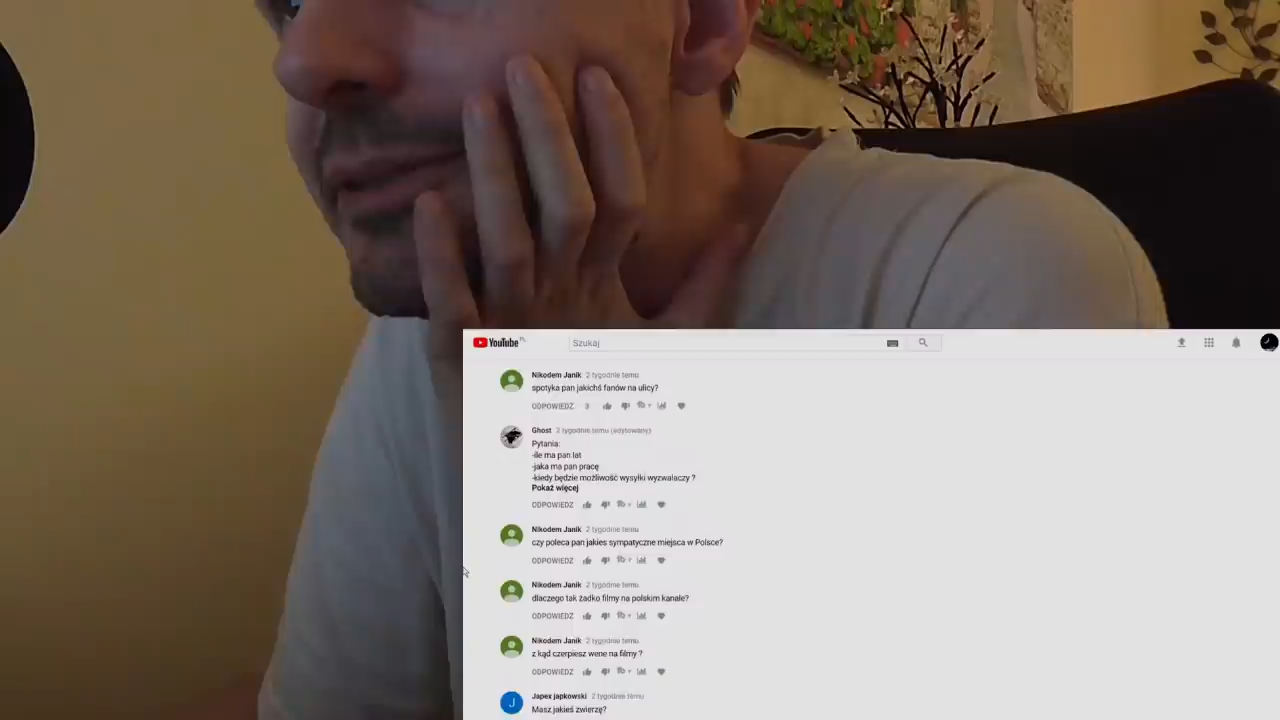 YouTube PL
Szukaj
Nikodem Janik 2 tygodnie temu
spotyka pan jakichś fanów na ulicy?
ODPOWIEDZ 3
Ghost 2 tygodnie temu (edytowany)
Pytania:
-ile ma pan lat
-jaka ma pan pracę
-kiedy będzie możliwość wysyłki wyzwalaczy ?
Pokaż więcej
ODPOWIEDZ
Nikodem Janik 2 tygodnie temu
czy poleca pan jakies sympatyczne miejsca w Polsce?
ODPOWIEDZ
Nikodem Janik 2 tygodnie temu
dlaczego tak żadko filmy na polskim kanale?
ODPOWIEDZ
Nikodem Janik 2 tygodnie temu
z kąd czerpiesz wene na filmy ?
ODPOWIEDZ
J
Japex japkowski 2 tygodnie temu
Masz jakieś zwierzę?